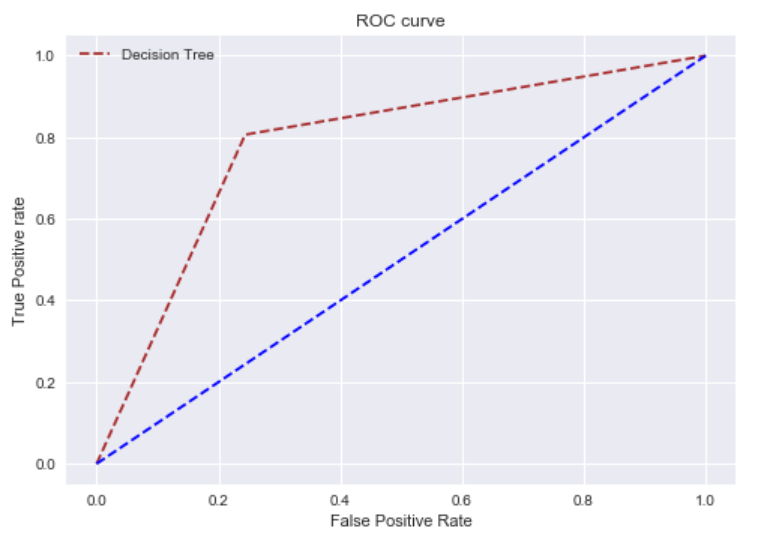 ROC curve
Decision Tree
1.0
0.8
0.6
0.4
0.2
0.0
True Positive rate
0.0 0.2 0.4 0.6 0.8 1.0
False Positive Rate